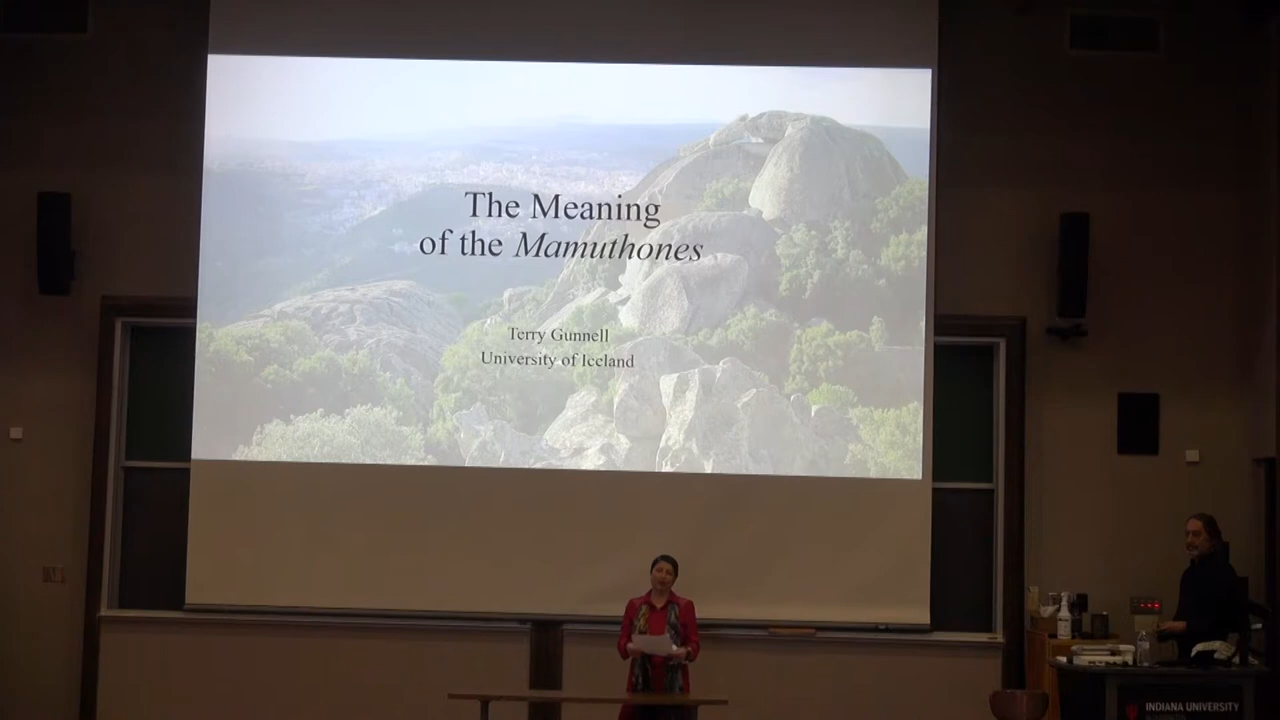 The Meaning
of the Mamuthones
Terry Gunnell
University of Iceland
INDIANA UNIVERSITY